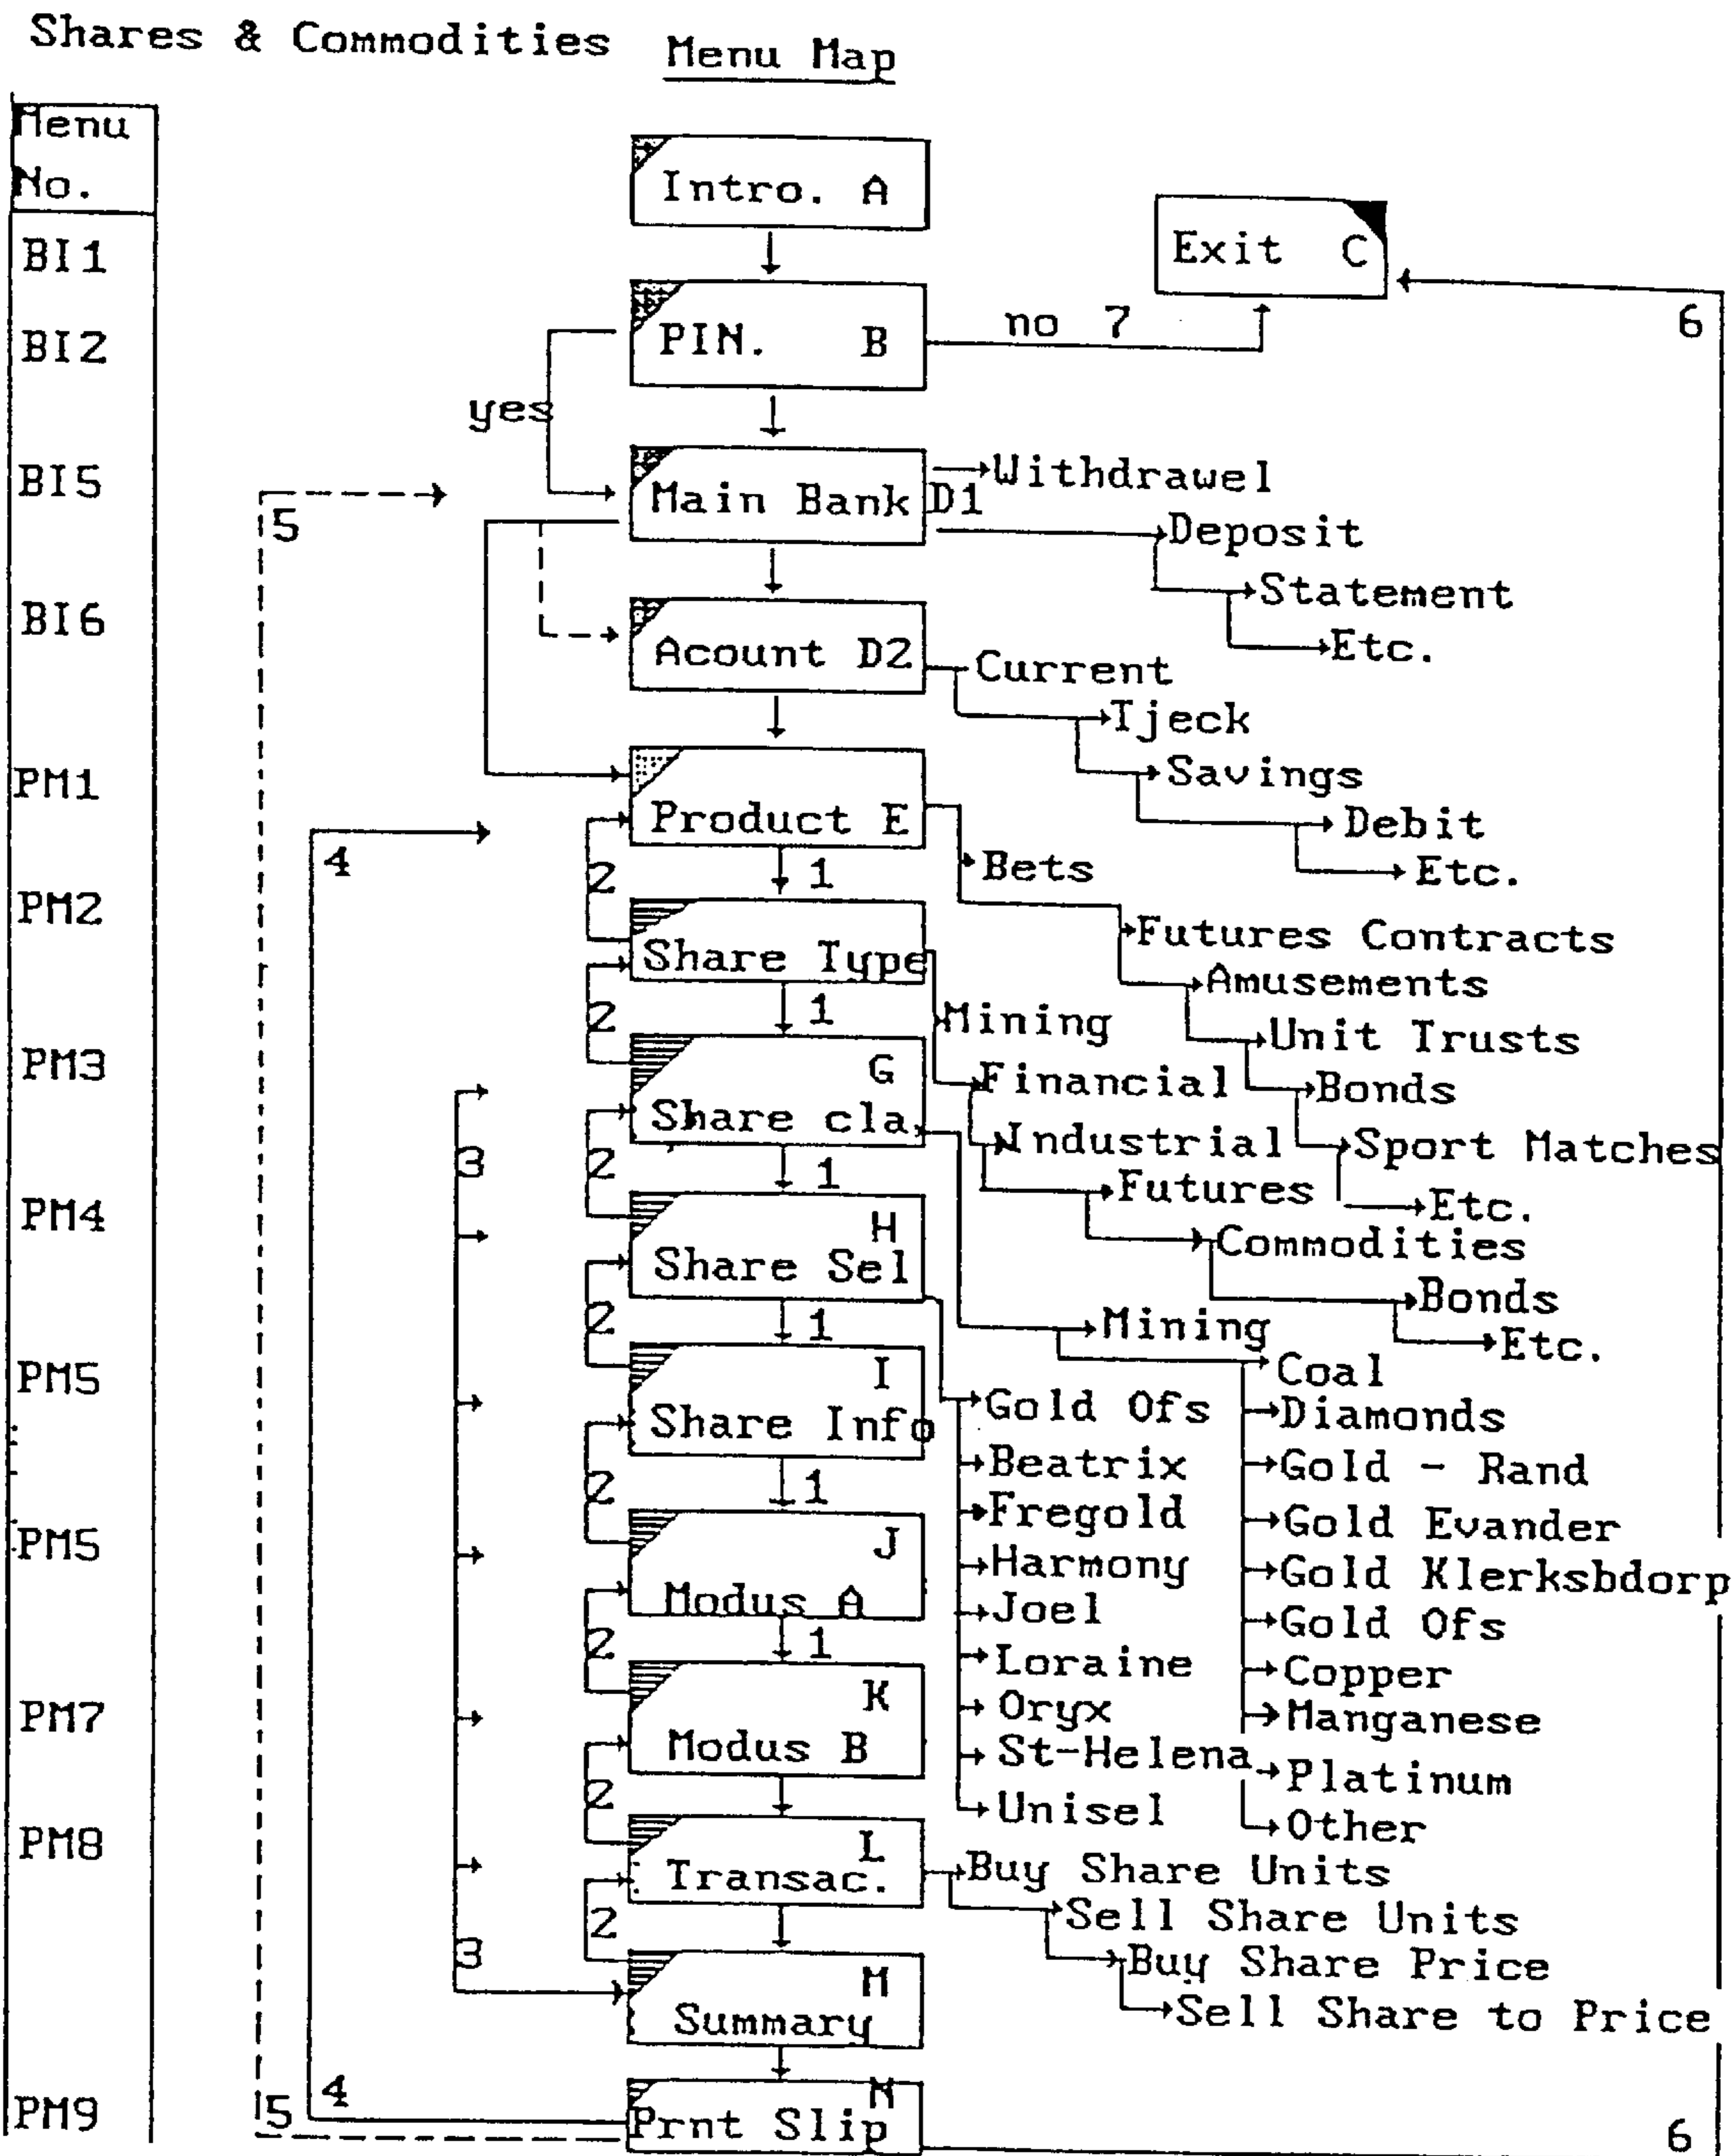 Shares & Commodities
Menu Map
Menu
No.
BI1
BI2
BI5
BI6
PM1
PM2
PM3
PM4
PM5
PM5
PM7
PM8
PM9
Intro. A
Exit C
PIN. B
no 7
6
yes
Main Bank D1
Withdrawel
Deposit
Statement
Etc.
5
Acount D2
Current
Tjeck
Savings
Debit
Etc.
Product E
4
2
1
Bets
Futures Contracts
Amusements
Unit Trusts
Bonds
Sport Matches
Etc.
Share Type
2
1
Mining
Financial
Industrial
Futures
Commodities
Bonds
Etc.
G
Share cla.
3
2
1
Mining
Coal
Diamonds
Gold - Rand
Gold Evander
Gold Klerksbdorp
Gold Ofs
Copper
Manganese
Platinum
Other
H
Share Sel
2
1
Gold Ofs
Beatrix
Fregold
Harmony
Joel
Loraine
Oryx
St-Helena
Unisel
I
Share Info
2
1
J
Modus A
2
1
K
Modus B
2
L
Transac.
Buy Share Units
Sell Share Units
Buy Share Price
Sell Share to Price
2
3
M
Summary
4
5
N
Prnt Slip
6